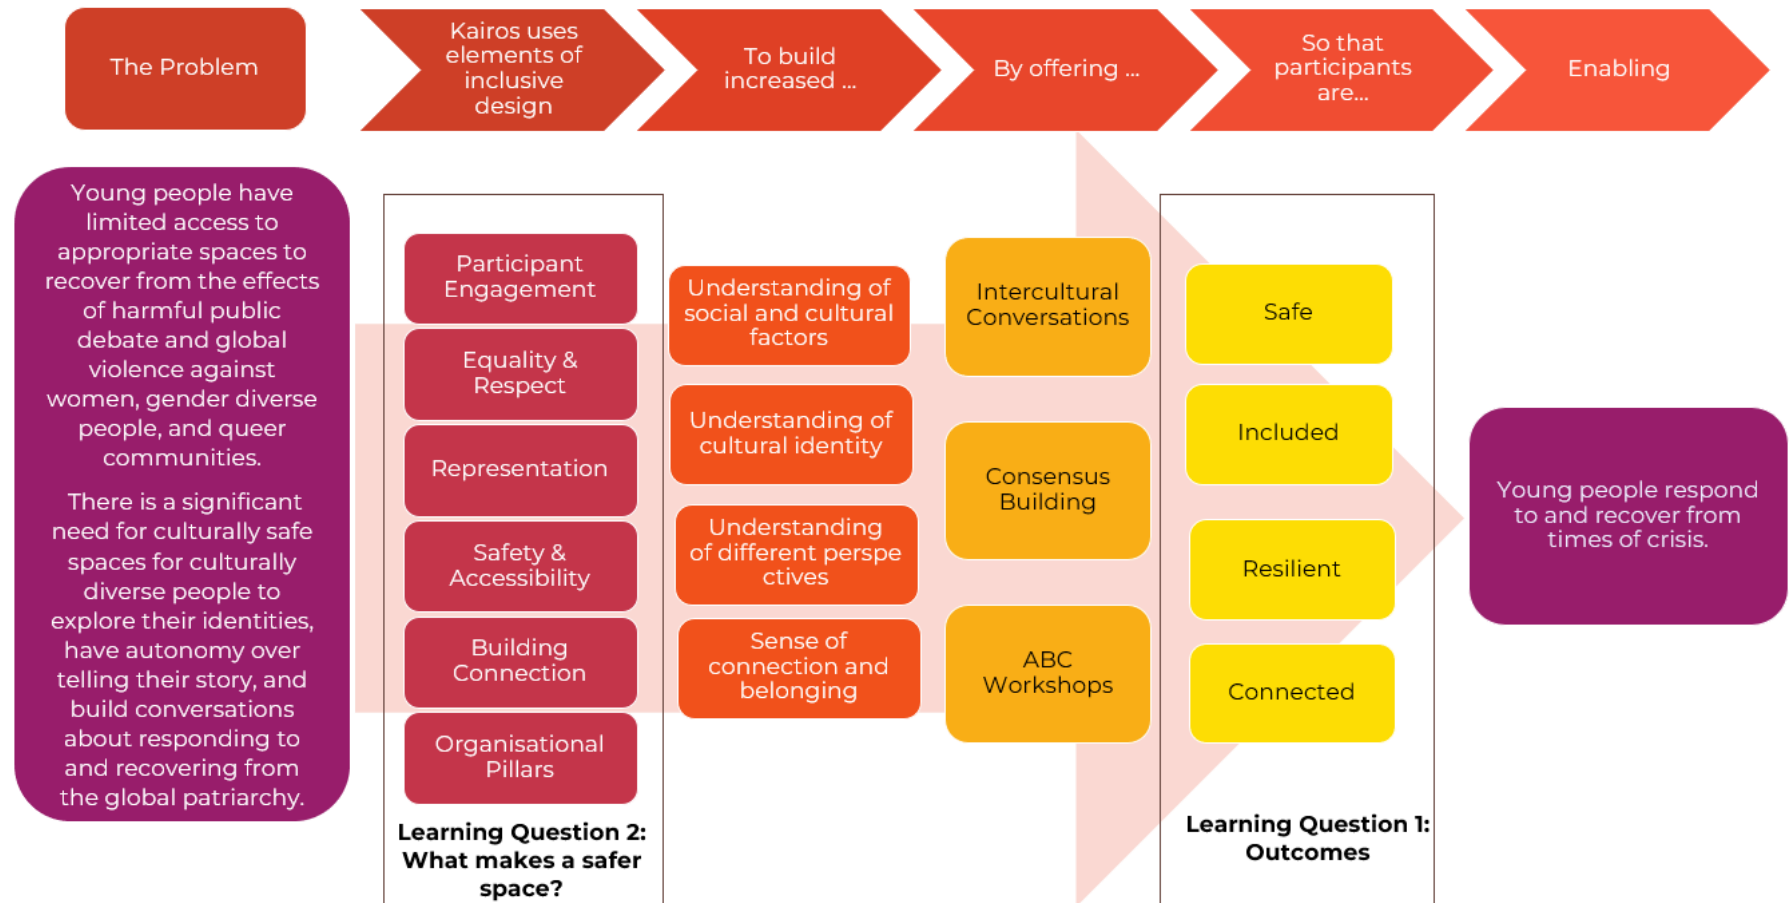 The Problem
Kairos uses
elements of
inclusive
design
To build
increased ...
By offering ...
So that
participants
are...
Enabling
Young people have
limited access to
appropriate spaces to
recover from the effects
of harmful public
debate and global
violence against
women, gender diverse
people, and queer
communities.
There is a significant
need for culturally safe
spaces for culturally
diverse people to
explore their identities,
have autonomy over
telling their story, and
build conversations
about responding to
and recovering from
the global patriarchy.
Participant
Engagement
Equality &
Respect
Representation
Safety &
Accessibility
Building
Connection
Organisational
Pillars
Learning Question 2:
What makes a safer
space?
Understanding of
social and cultural
factors
Understanding of
cultural identity
Understanding
of different perspe
ctives
Sense of
connection and
belonging
Intercultural
Conversations
Consensus
Building
ABC
Workshops
Safe
Included
Resilient
Connected
Learning Question 1:
Outcomes
Young people respond
to and recover from
times of crisis.